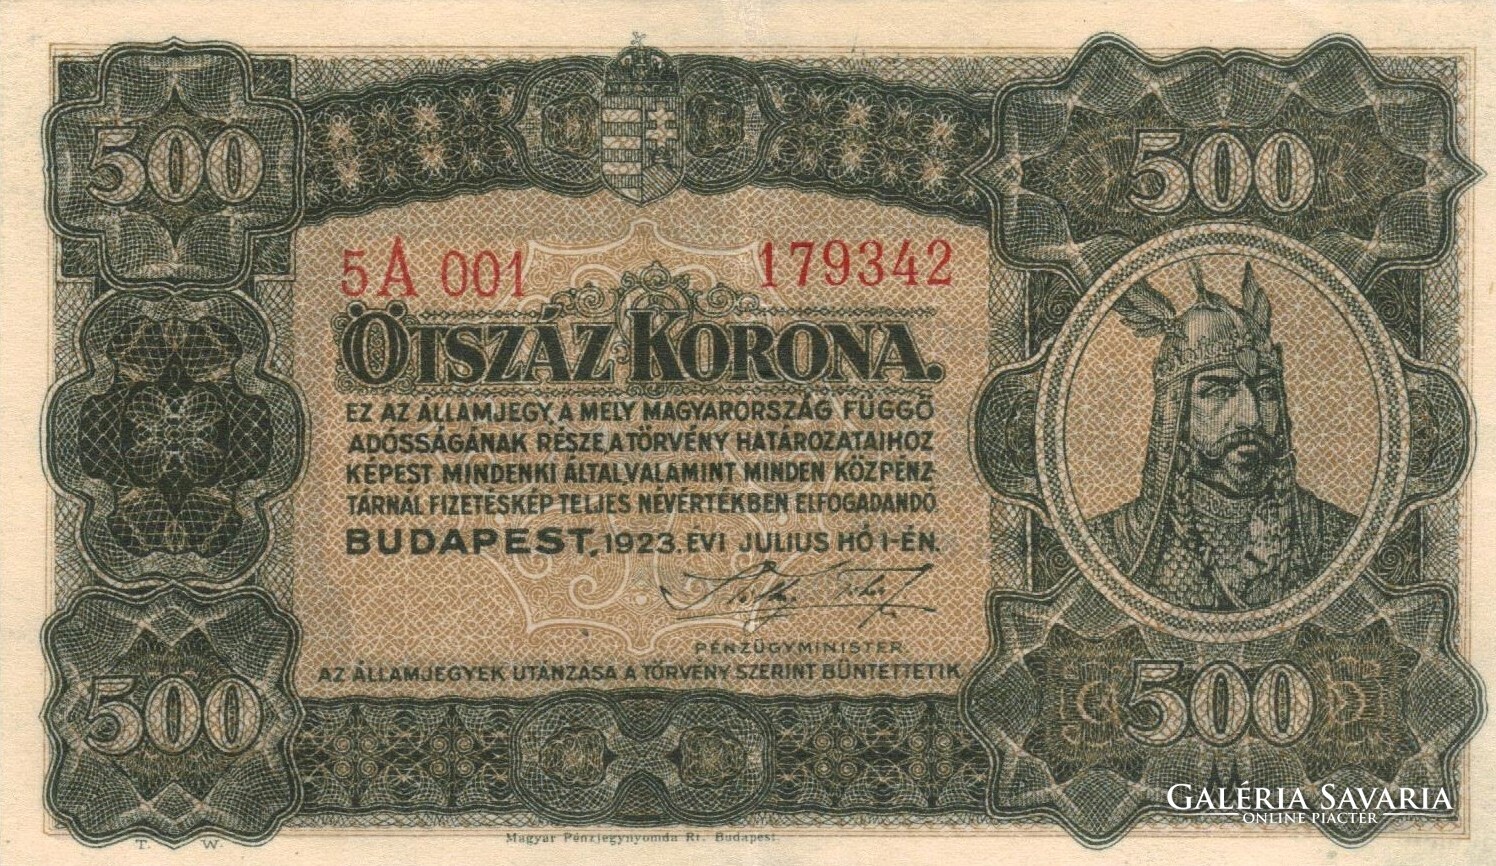 500
500
5A 001
179342
ÖTSZÁZ KORONA.
EZ AZ ÁLLAMJEGY, A MELY MAGYARORSZÁG FÜGGŐ
ADÓSSÁGÁNAK RÉSZE, A TÖRVÉNY HATÁROZATAIHOZ
KÉPEST MINDENKI ÁLTAL, VALAMINT MINDEN KÖZPÉNZ-
TÁRNÁL FIZETÉSKÉP TELJES NÉVÉRTÉKBEN ELFOGADANDÓ
BUDAPEST, 1923. ÉVI JULIUS HÓ 1-ÉN.
PÉNZÜGYMINISTER
AZ ÁLLAMJEGYEK UTÁNZÁSA A TÖRVÉNY SZERINT BÜNTETTETIK
500
500
T. W.
Magyar Pénzjegynyomda Rt. Budapest.
GALÉRIA SAVARIA
ONLINE PIACTÉR